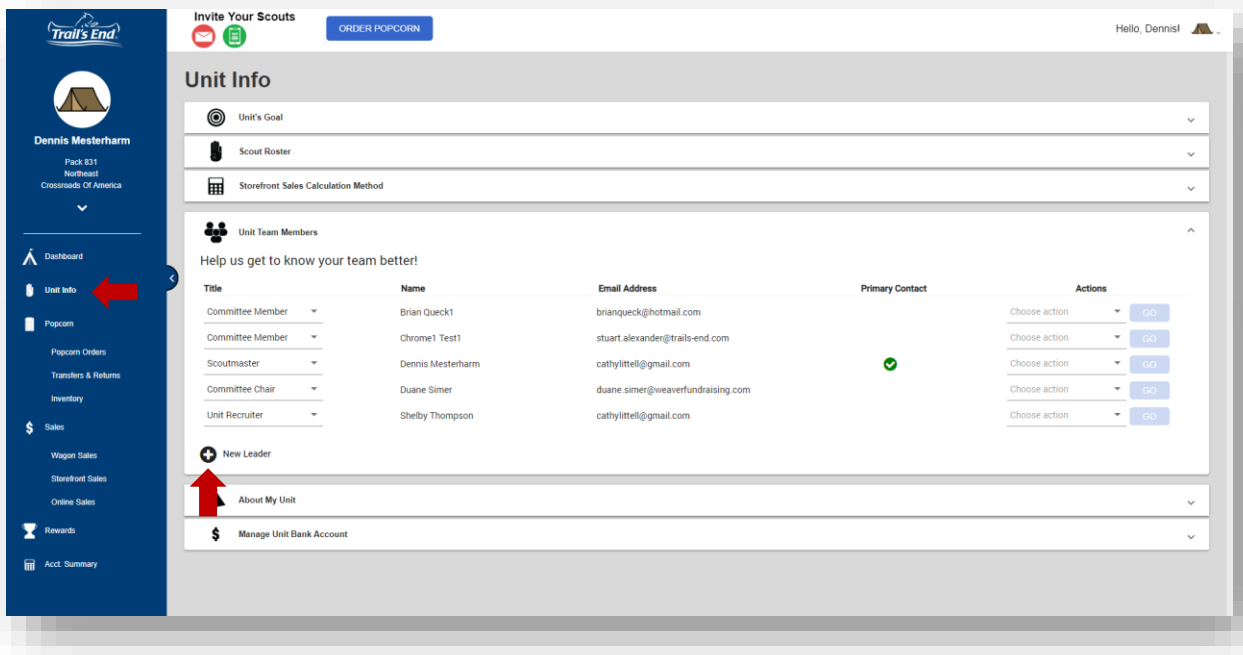 Trail's End.
Invite Your Scouts
ORDER POPCORN
Hello, Dennis!
Dennis Mesterharm
Pack 831
Northeast
Crossroads Of America
Dashboard
Unit Info
Popcorn
Popcorn Orders
Transfers & Returns
Inventory
$ Sales
Wagon Sales
Storefront Sales
Online Sales
Rewards
Acct. Summary
Unit Info
Unit's Goal
Scout Roster
Storefront Sales Calculation Method
Unit Team Members
Help us get to know your team better!
Title Name Email Address Primary Contact Actions
Committee Member Brian Queck1 brianqueck@hotmail.com Choose action GO
Committee Member Chrome1 Test1 stuart.alexander@trails-end.com Choose action GO
Scoutmaster Dennis Mesterharm cathylittell@gmail.com Choose action GO
Committee Chair Duane Simer duane.simer@weaverfundraising.com Choose action GO
Unit Recruiter Shelby Thompson cathylittell@gmail.com Choose action GO
New Leader
About My Unit
$ Manage Unit Bank Account